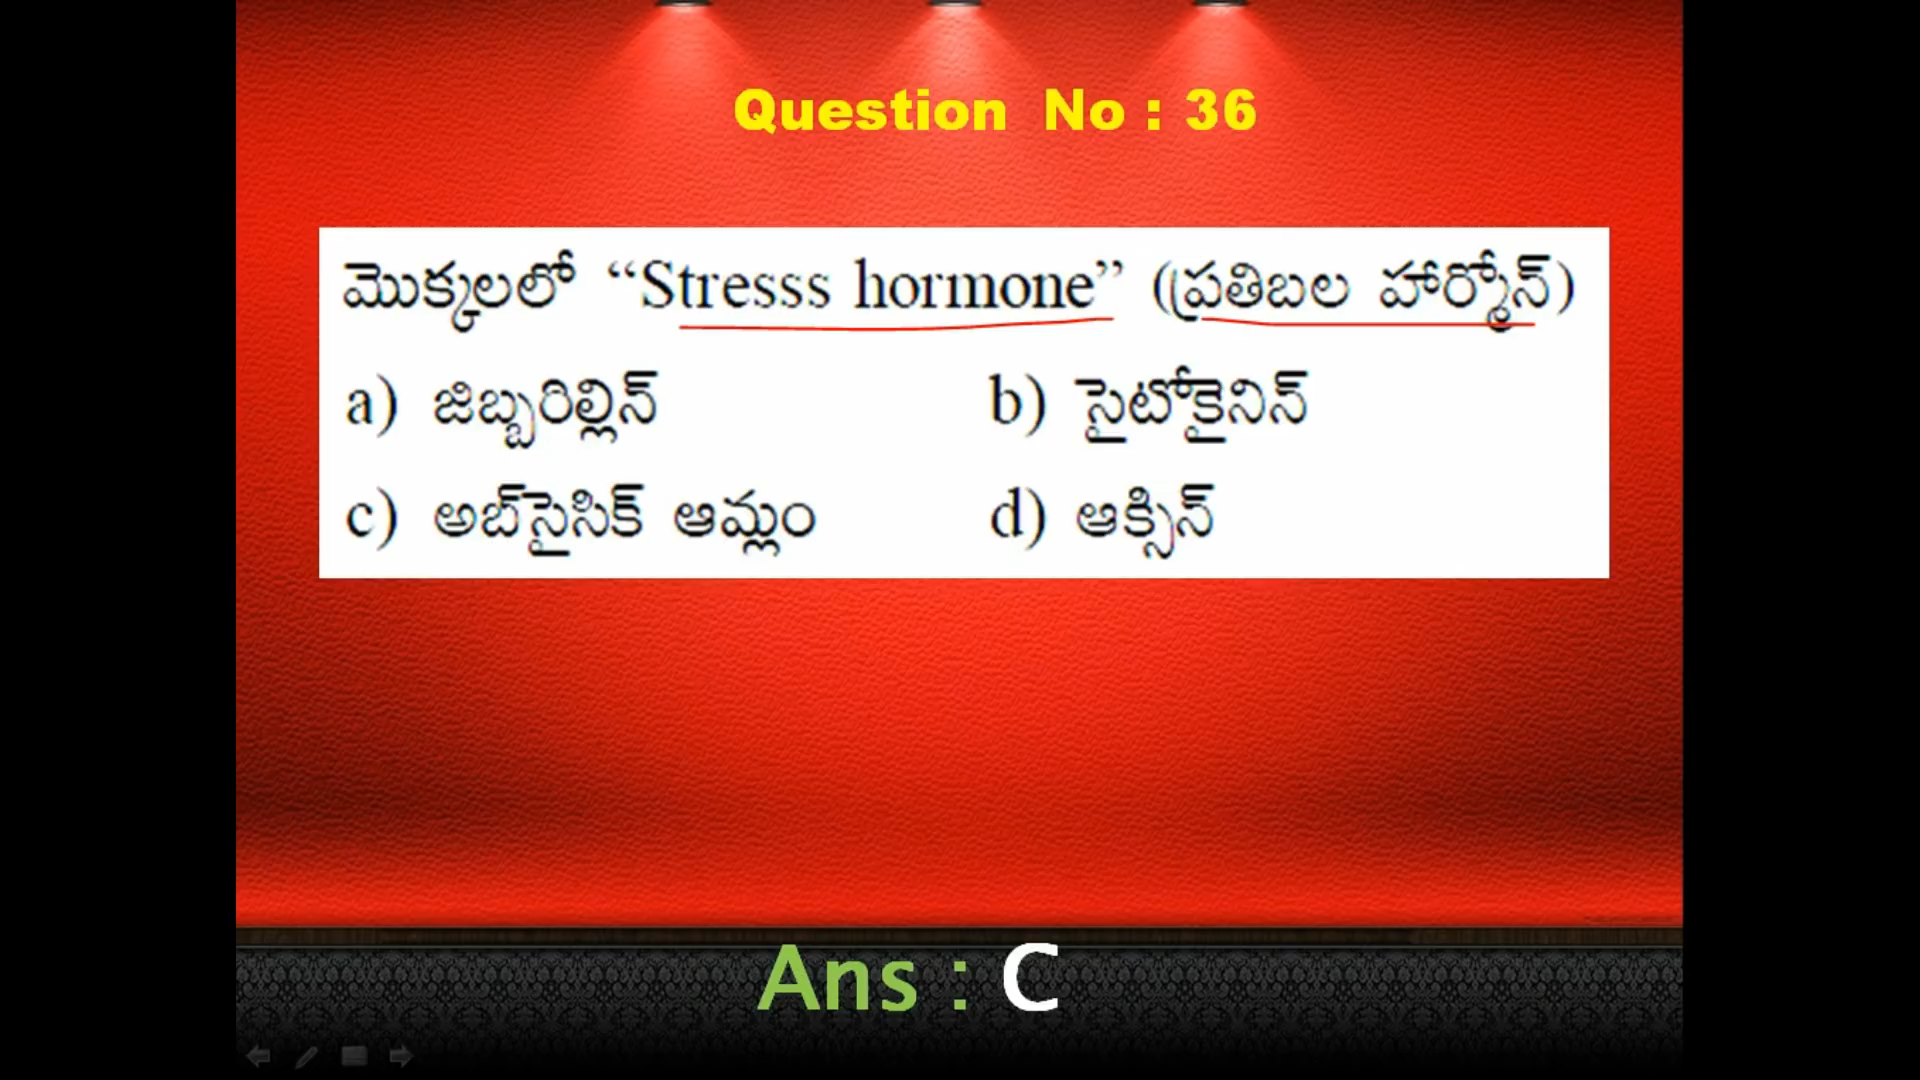 Question No : 36
మొక్కలలో “Stresss hormone” (ప్రతిబల హార్మోన్)
a) జిబ్బరిల్లిన్ b) సైటోకైనిన్
c) అబ్‌సైసిక్ ఆమ్లం d) ఆక్సిన్
Ans : C